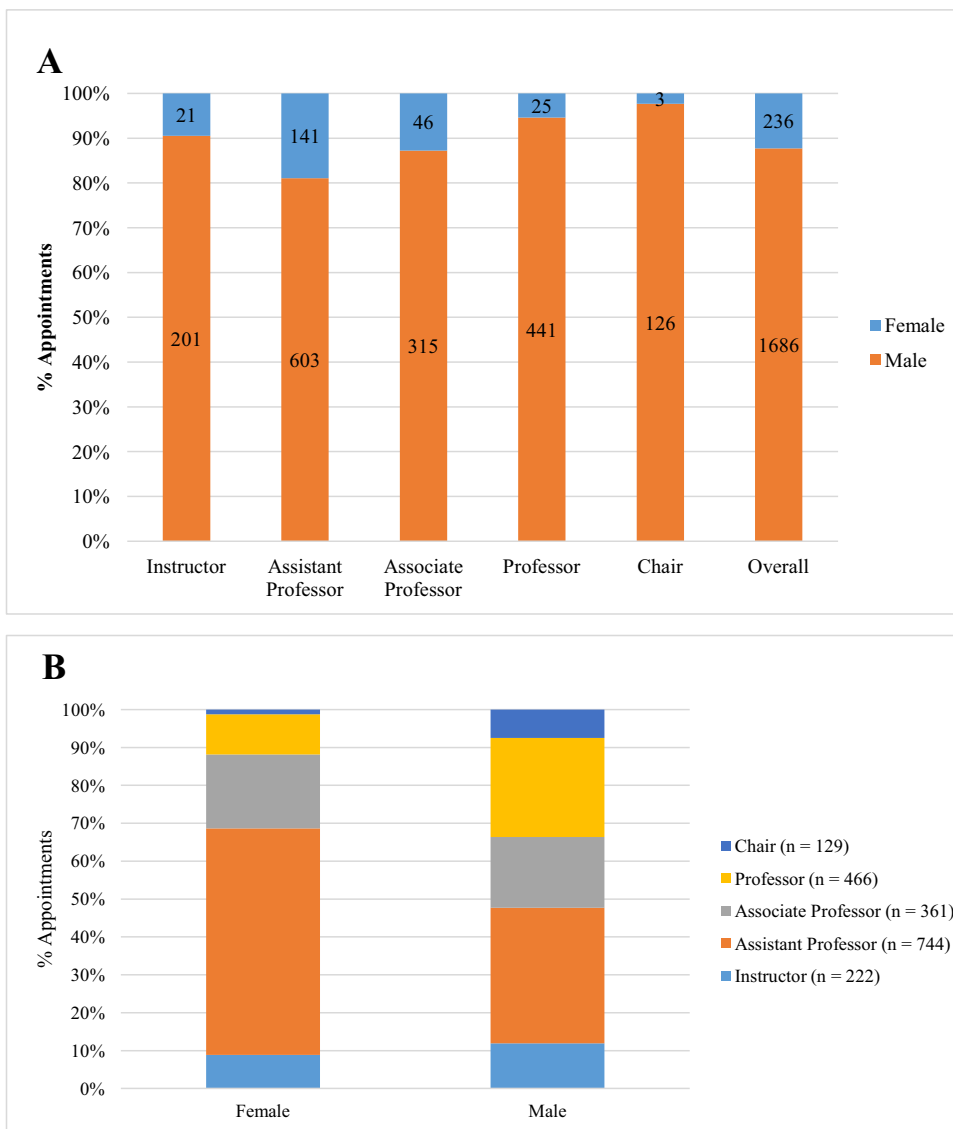 A
100%
90%
80%
70%
60%
50%
40%
30%
20%
10%
0%
% Appointments
21
141
46
25
3
236
201
603
315
441
126
1686
Instructor
Assistant
Professor
Associate
Professor
Professor
Chair
Overall
Female
Male
B
100%
90%
80%
70%
60%
50%
40%
30%
20%
10%
0%
% Appointments
Female
Male
Chair (n = 129)
Professor (n = 466)
Associate Professor (n = 361)
Assistant Professor (n = 744)
Instructor (n = 222)